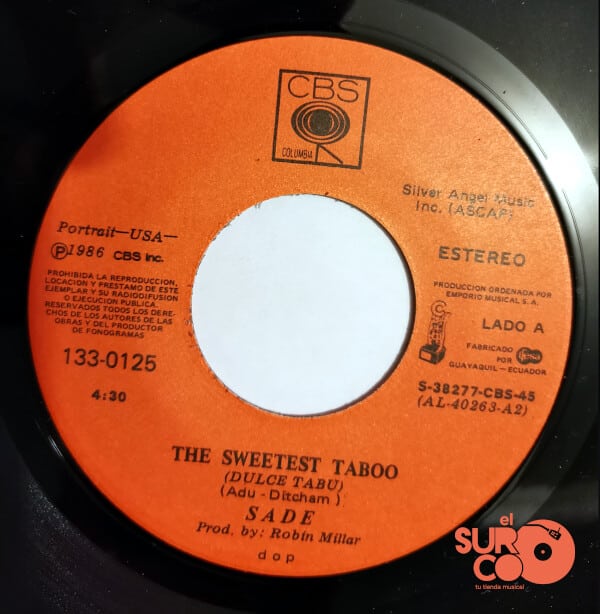 CBS
COLUMBIA
Silver Angel Music
Inc. (ASCAP)
Portrait—USA—
Ⓟ1986 CBS Inc.
ESTEREO
PROHIBIDA LA REPRODUCCION,
LOCACION Y PRESTAMO DE ESTE
EJEMPLAR Y SU RADIODIFUSION
O EJECUCION PUBLICA.
RESERVADOS TODOS LOS DERE-
CHOS DE LOS AUTORES DE LAS
OBRAS Y DEL PRODUCTOR
DE FONOGRAMAS
PRODUCCION ORDENADA POR
EMPORIO MUSICAL S. A.
LADO A
FABRICADO POR
GUAYAQUIL - ECUADOR
133-0125
4:30
S-38277-CBS-45
(AL-40263-A2)
THE SWEETEST TABOO
(DULCE TABU)
(Adu - Ditcham )
SADE
Prod. by: Robin Millar
dop
el
SURCO
tu tienda musical